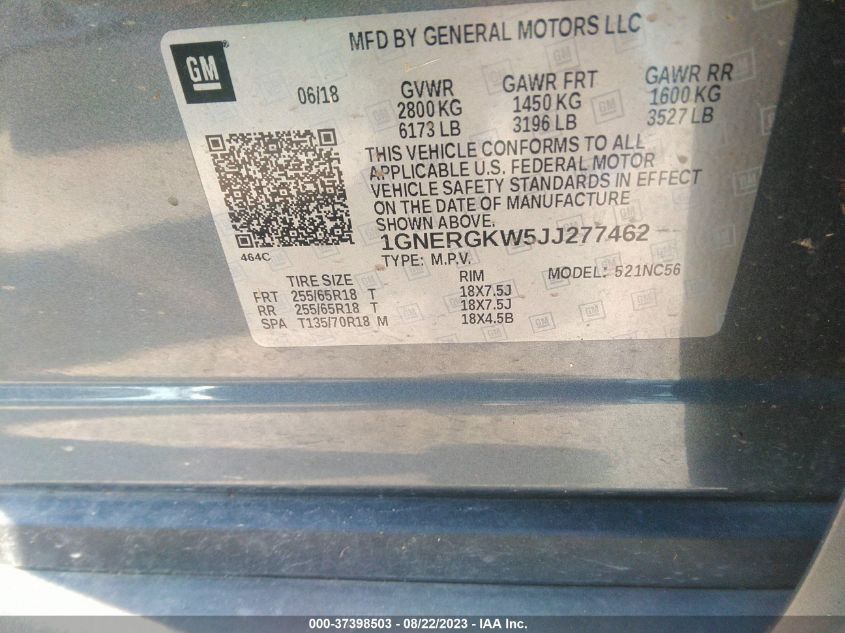 MFD BY GENERAL MOTORS LLC
GM
06/18
GVWR GAWR FRT GAWR RR
2800 KG 1450 KG 1600 KG
6173 LB 3196 LB 3527 LB
THIS VEHICLE CONFORMS TO ALL
APPLICABLE U.S. FEDERAL MOTOR
VEHICLE SAFETY STANDARDS IN EFFECT
ON THE DATE OF MANUFACTURE
SHOWN ABOVE.
1GNERGKW5JJ277462
464C
TYPE: M.P.V. MODEL: 521NC56
TIRE SIZE RIM
FRT 255/65R18 T 18X7.5J
RR 255/65R18 T 18X7.5J
SPA T135/70R18 M 18X4.5B
000-37398503 - 08/22/2023 - IAA Inc.